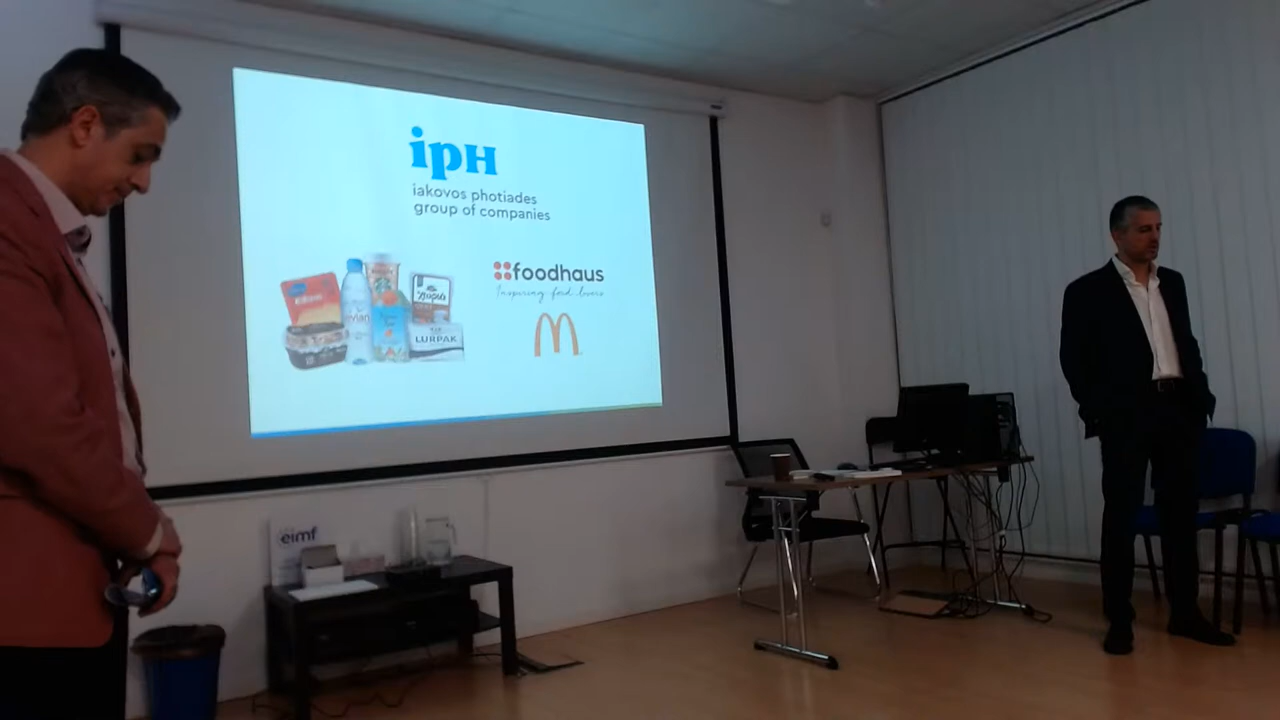 ipH
iakovos photiades
group of companies
foodhaus
Inspiring food lovers
evian
LURPAK
eimf